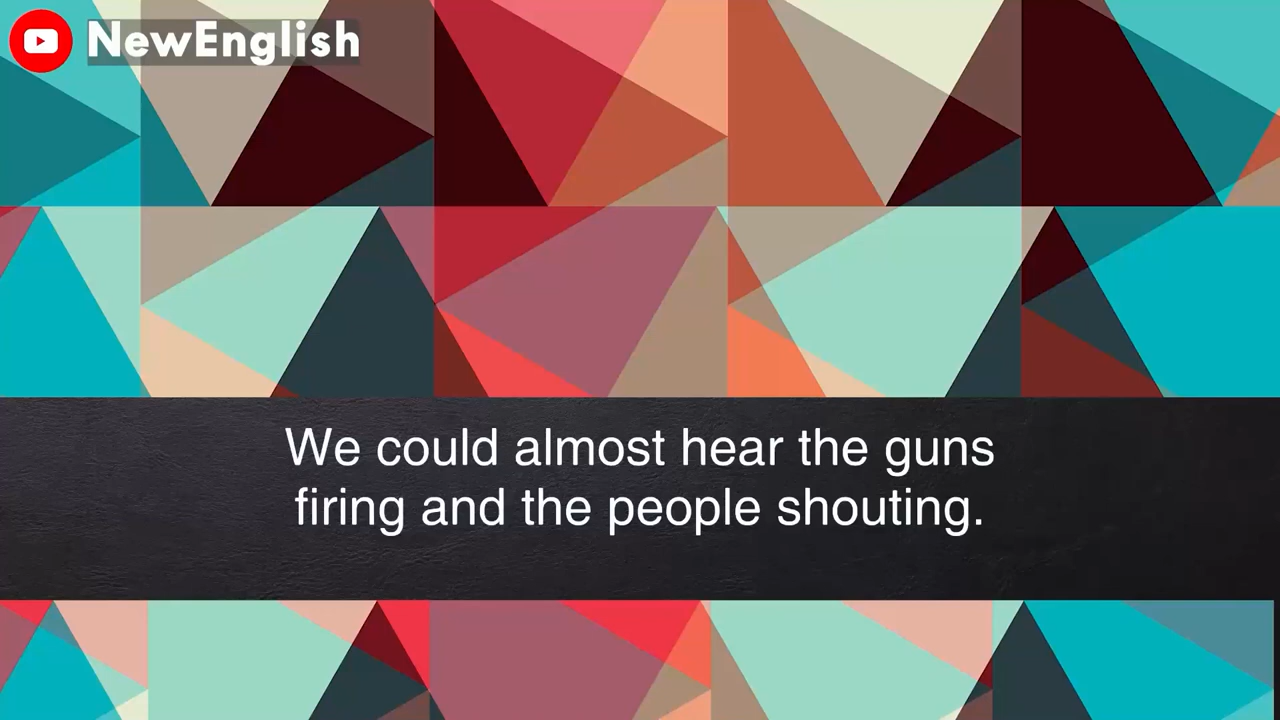 NewEnglish
We could almost hear the guns
firing and the people shouting.